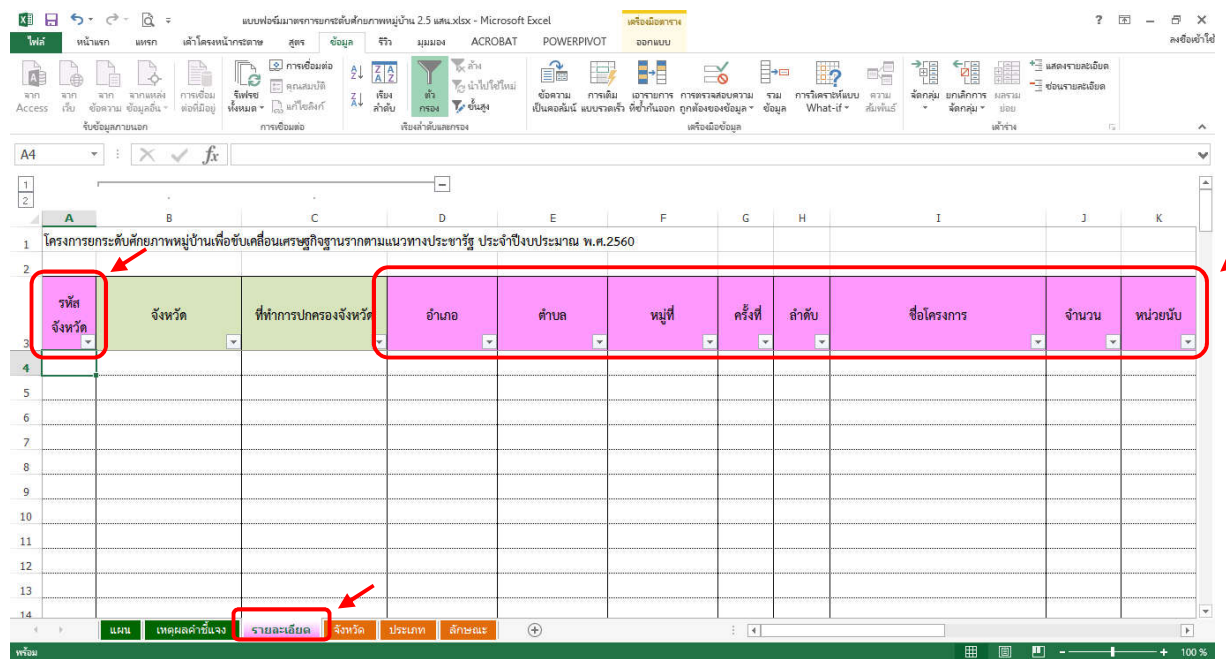 แบบฟอร์มมาตรการยกระดับศักยภาพหมู่บ้าน 2.5 แสน.xlsx - Microsoft Excel
เครื่องมือตาราง
ไฟล์ หน้าแรก แทรก เค้าโครงหน้ากระดาษ สูตร ข้อมูล รีวิว มุมมอง ACROBAT POWERPIVOT ออกแบบ
ลงชื่อเข้าใช้
จาก Access
จาก เว็บ
จาก ข้อความ
จากแหล่ง ข้อมูลอื่น
การเชื่อม ต่อที่มีอยู่
รีเฟรช ทั้งหมด
การเชื่อมต่อ
คุณสมบัติ
แก้ไขลิงก์
เรียง ลำดับ
ตัว กรอง
ล้าง
นำไปใช้ใหม่
ขั้นสูง
ข้อความ เป็นคอลัมน์
การเติม แบบรวดเร็ว
เอารายการ ที่ซ้ำกันออก
การตรวจสอบความ ถูกต้องของข้อมูล
รวม ข้อมูล
การวิเคราะห์แบบ What-if
ความ สัมพันธ์
จัดกลุ่ม
ยกเลิกการ จัดกลุ่ม
ผลรวม ย่อย
แสดงรายละเอียด
ซ่อนรายละเอียด
รับข้อมูลภายนอก การเชื่อมต่อ เรียงลำดับและกรอง เครื่องมือข้อมูล เค้าร่าง
A4 fx
1
2
A B C D E F G H I J K
1 โครงการยกระดับศักยภาพหมู่บ้านเพื่อขับเคลื่อนเศรษฐกิจฐานรากตามแนวทางประชารัฐ ประจำปีงบประมาณ พ.ศ.2560
2
3 รหัส จังหวัด จังหวัด ที่ทำการปกครองจังหวัด อำเภอ ตำบล หมู่ที่ ครั้งที่ ลำดับ ชื่อโครงการ จำนวน หน่วยนับ
4
5
6
7
8
9
10
11
12
13
14
แผน เหตุผลคำชี้แจง รายละเอียด จังหวัด ประเภท ลักษณะ
พร้อม 100 %